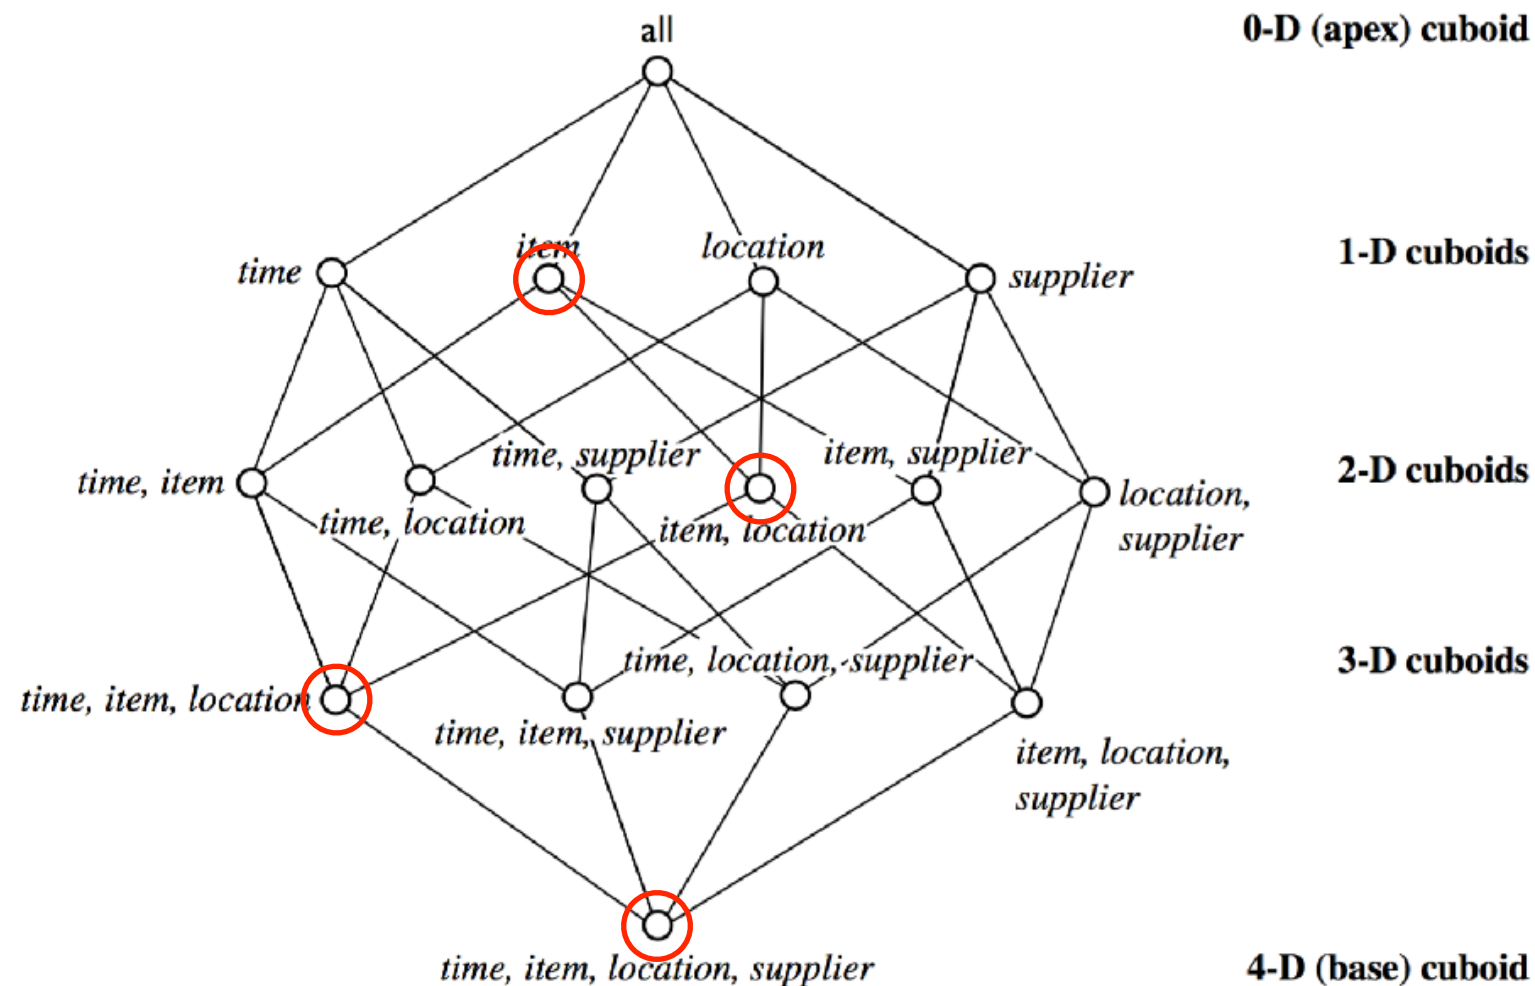 all
0-D (apex) cuboid
time
item
location
supplier
1-D cuboids
time, item
time, location
time, supplier
item, location
item, supplier
location,
supplier
2-D cuboids
time, item, location
time, item, supplier
time, location, supplier
item, location,
supplier
3-D cuboids
time, item, location, supplier
4-D (base) cuboid